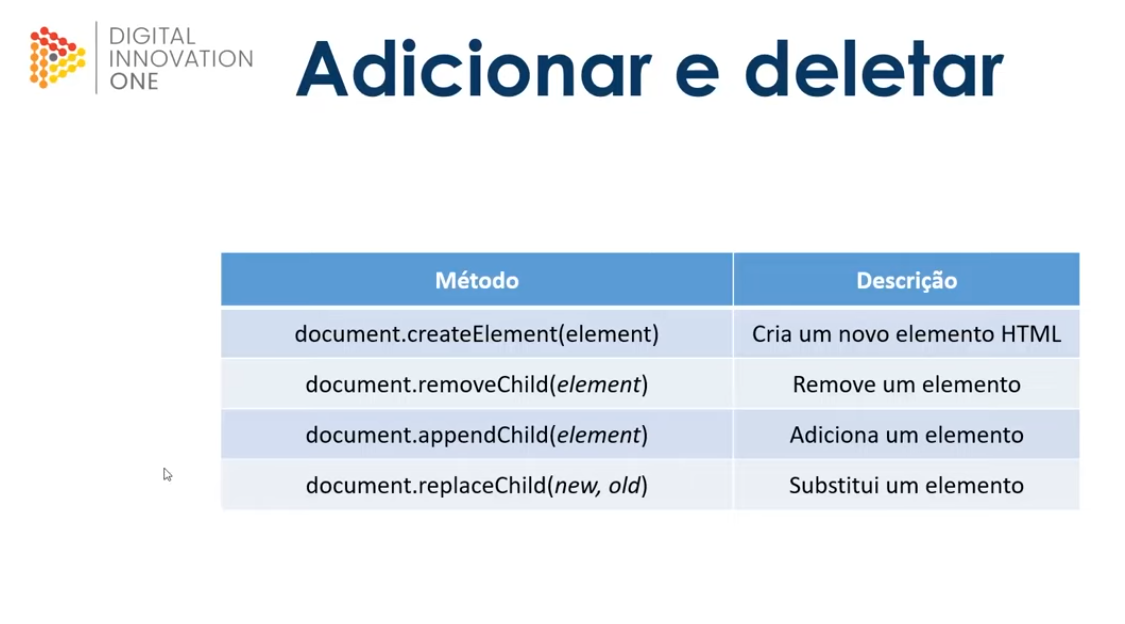 DIGITAL
INNOVATION
ONE
Adicionar e deletar
Método Descrição
document.createElement(element) Cria um novo elemento HTML
document.removeChild(element) Remove um elemento
document.appendChild(element) Adiciona um elemento
document.replaceChild(new, old) Substitui um elemento